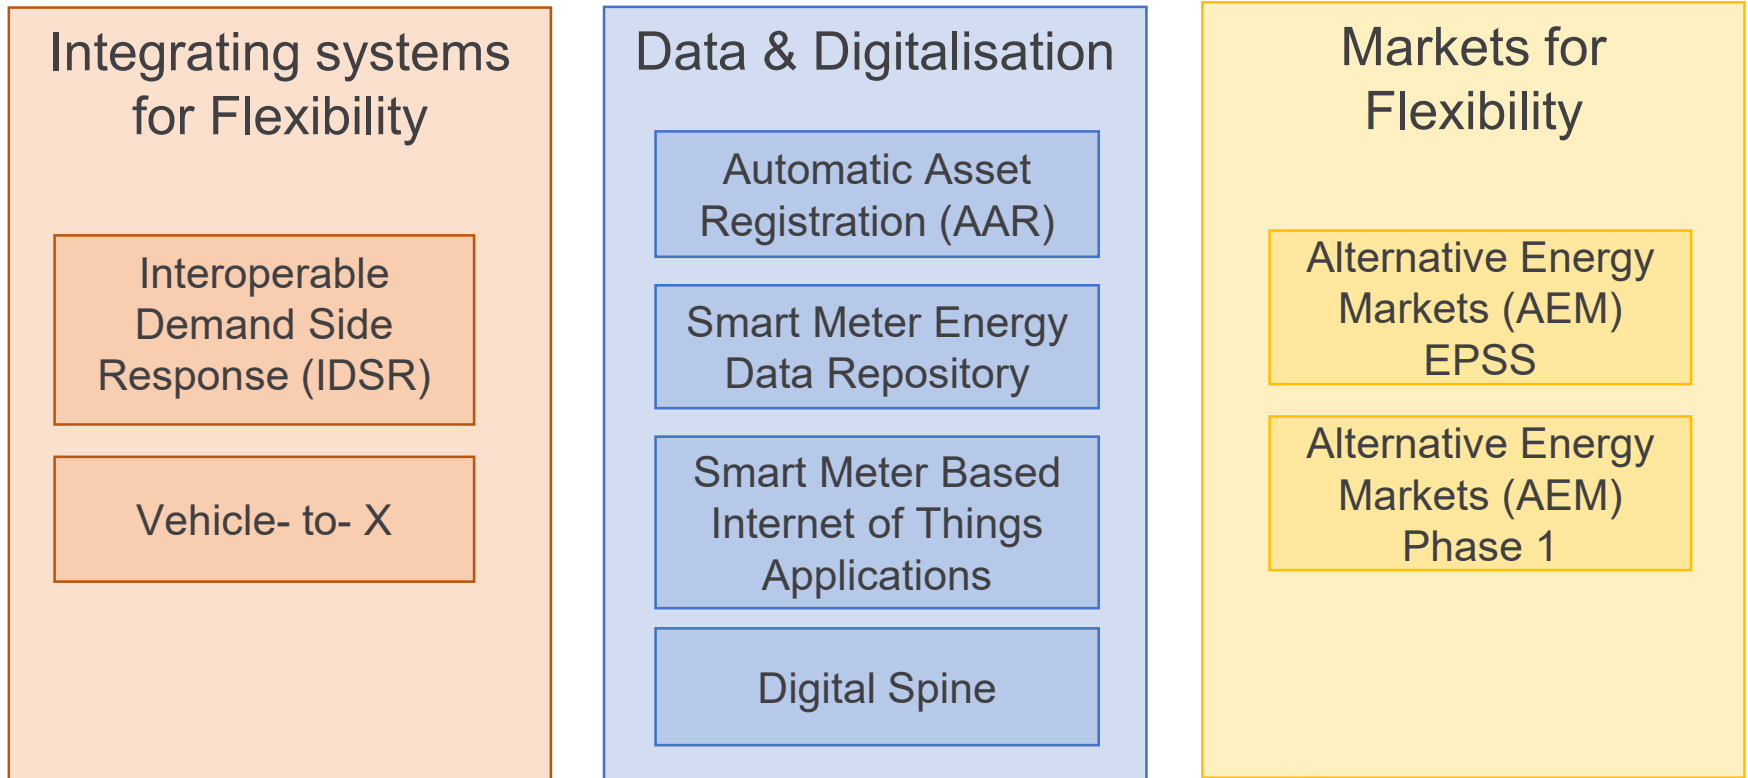 Integrating systems
for Flexibility
Interoperable
Demand Side
Response (IDSR)
Vehicle- to- X
Data & Digitalisation
Automatic Asset
Registration (AAR)
Smart Meter Energy
Data Repository
Smart Meter Based
Internet of Things
Applications
Digital Spine
Markets for
Flexibility
Alternative Energy
Markets (AEM)
EPSS
Alternative Energy
Markets (AEM)
Phase 1